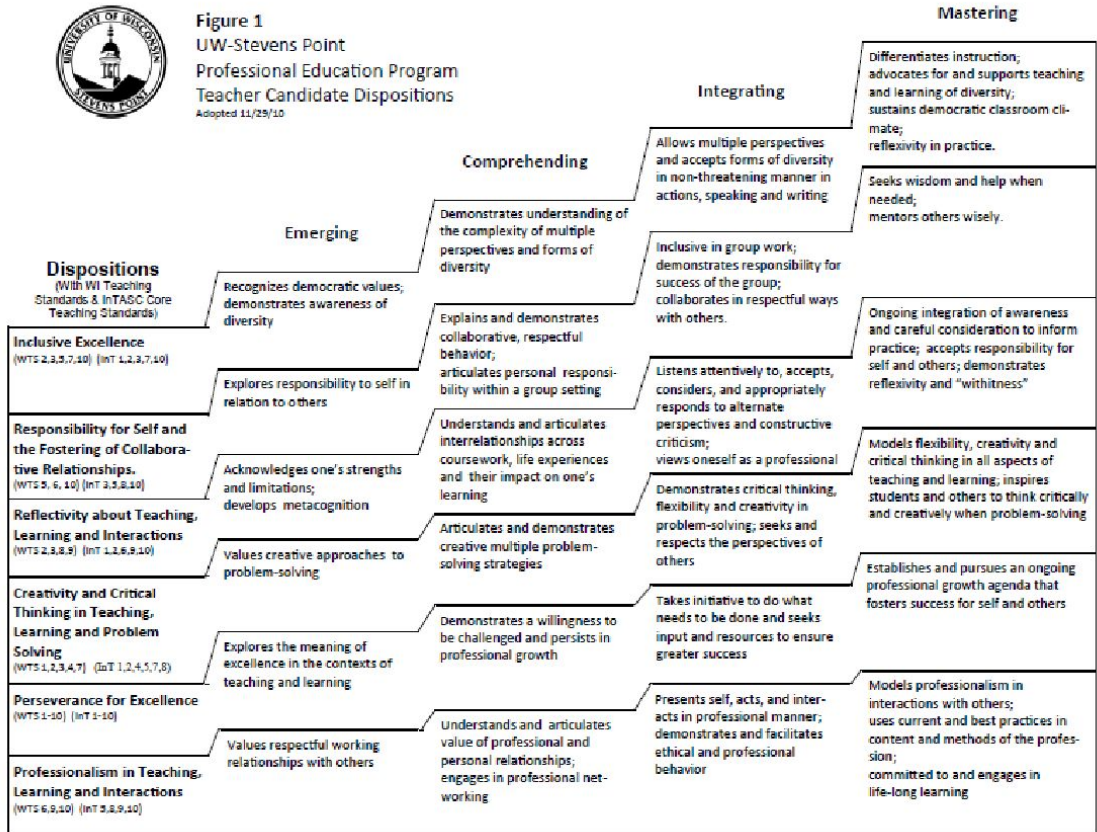 UNIVERSITY OF WISCONSIN
STEVENS POINT
Figure 1
UW-Stevens Point
Professional Education Program
Teacher Candidate Dispositions
Adopted 11/29/10
Dispositions
(With WI Teaching
Standards & InTASC Core
Teaching Standards)
Emerging
Comprehending
Integrating
Mastering
Inclusive Excellence
(WTS 2,3,5,7,10) (InT 1,2,3,7,10)
Recognizes democratic values;
demonstrates awareness of
diversity
Demonstrates understanding of
the complexity of multiple
perspectives and forms of
diversity
Allows multiple perspectives
and accepts forms of diversity
in non-threatening manner in
actions, speaking and writing
Differentiates instruction;
advocates for and supports teaching
and learning of diversity;
sustains democratic classroom cli-
mate;
reflexivity in practice.
Responsibility for Self and
the Fostering of Collabora-
tive Relationships.
(WTS 5, 6, 10) (InT 3,5,8,10)
Explores responsibility to self in
relation to others
Explains and demonstrates
collaborative, respectful
behavior;
articulates personal responsi-
bility within a group setting
Inclusive in group work;
demonstrates responsibility for
success of the group;
collaborates in respectful ways
with others.
Seeks wisdom and help when
needed;
mentors others wisely.
Reflectivity about Teaching,
Learning and Interactions
(WTS 2,3,8,9) (InT 1,2,6,9,10)
Acknowledges one's strengths
and limitations;
develops metacognition
Understands and articulates
interrelationships across
coursework, life experiences
and their impact on one's
learning
Listens attentively to, accepts,
considers, and appropriately
responds to alternate
perspectives and constructive
criticism;
views oneself as a professional
Ongoing integration of awareness
and careful consideration to inform
practice; accepts responsibility for
self and others; demonstrates
reflexivity and "withitness"
Creativity and Critical
Thinking in Teaching,
Learning and Problem
Solving
(WTS 1,2,3,4,7) (InT 1,2,4,5,7,8)
Values creative approaches to
problem-solving
Articulates and demonstrates
creative multiple problem-
solving strategies
Demonstrates critical thinking,
flexibility and creativity in
problem-solving; seeks and
respects the perspectives of
others
Models flexibility, creativity and
critical thinking in all aspects of
teaching and learning; inspires
students and others to think critically
and creatively when problem-solving
Perseverance for Excellence
(WTS 1-10) (InT 1-10)
Explores the meaning of
excellence in the contexts of
teaching and learning
Demonstrates a willingness to
be challenged and persists in
professional growth
Takes initiative to do what
needs to be done and seeks
input and resources to ensure
greater success
Establishes and pursues an ongoing
professional growth agenda that
fosters success for self and others
Professionalism in Teaching,
Learning and Interactions
(WTS 6,9,10) (InT 5,8,9,10)
Values respectful working
relationships with others
Understands and articulates
value of professional and
personal relationships;
engages in professional net-
working
Presents self, acts, and inter-
acts in professional manner;
demonstrates and facilitates
ethical and professional
behavior
Models professionalism in
interactions with others;
uses current and best practices in
content and methods of the profes-
sion;
committed to and engages in
life-long learning